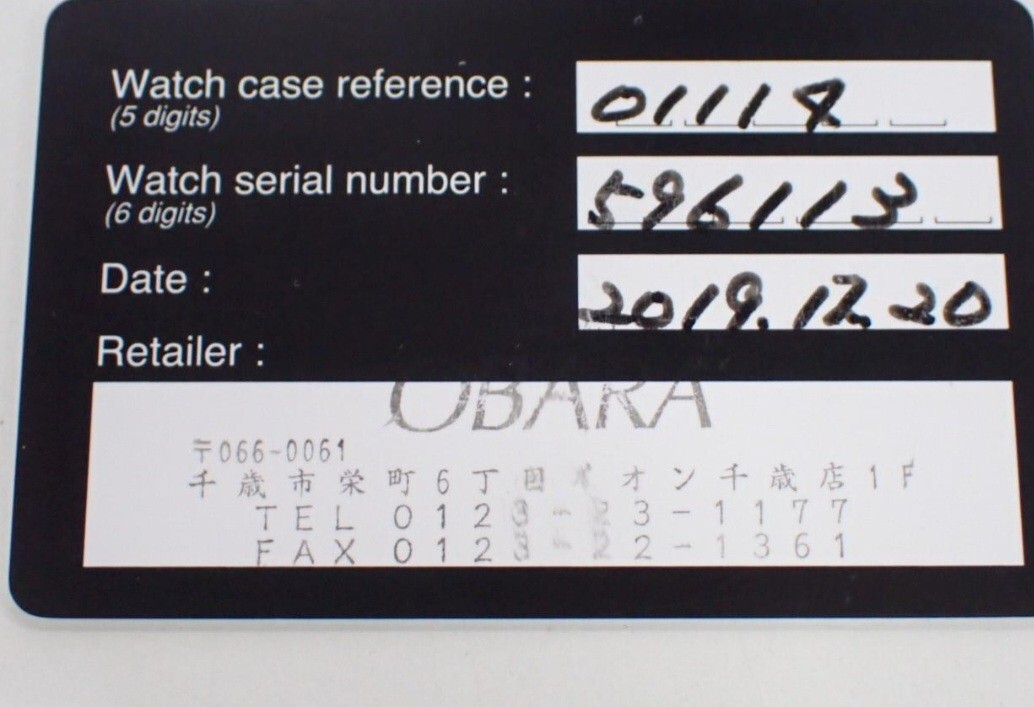 Watch case reference : 01114
(5 digits)
Watch serial number : 596113
(6 digits)
Date : 2019.12.20
Retailer :
OBARA
〒066-0061
千歳市栄町6丁目 オン千歳店1F
TEL 0123-23-1177
FAX 0123-22-1361